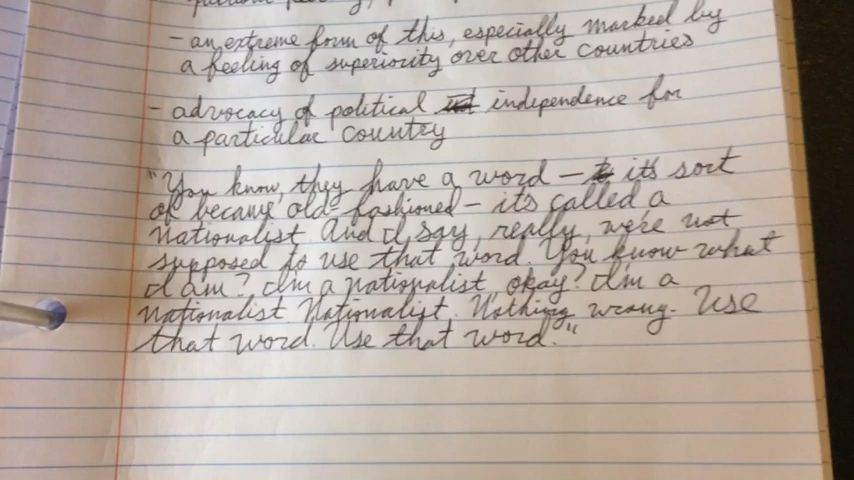 - an extreme form of this, especially marked by
a feeling of superiority over other countries
- advocacy of political independence for
a particular country
"You know, they have a word – it's sort
of became old-fashioned – it's called a
nationalist. And I say, really, we're not
supposed to use that word. You know what
I am? I'm a nationalist, okay? I'm a
nationalist. Nationalist. Nothing wrong. Use
that word. Use that word."